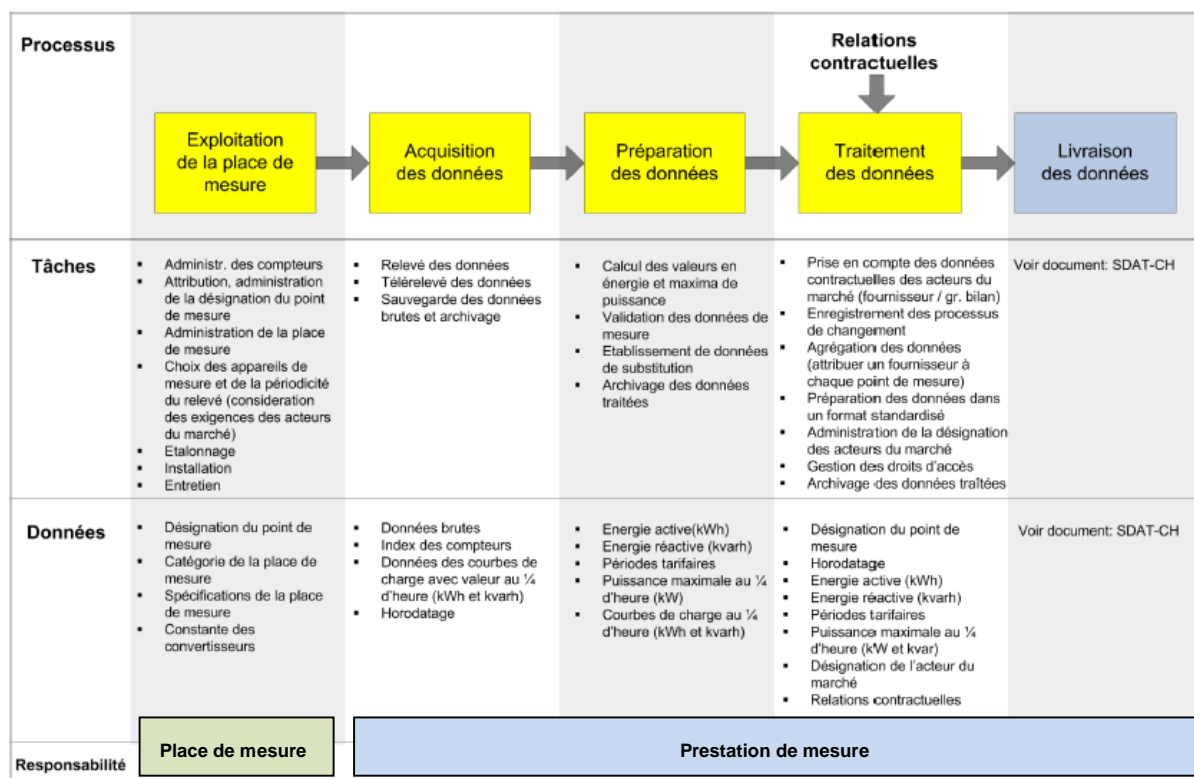 Processus
Relations
contractuelles
Exploitation
de la place de
mesure
Acquisition
des données
Préparation
des données
Traitement
des données
Livraison
des données
Tâches
▪ Administr. des compteurs
▪ Attribution, administration
de la désignation du point
de mesure
▪ Administration de la place
de mesure
▪ Choix des appareils de
mesure et de la périodicité
du relevé (consideration
des exigences des acteurs
du marché)
▪ Etalonnage
▪ Installation
▪ Entretien
▪ Relevé des données
▪ Télérelevé des données
▪ Sauvegarde des données
brutes et archivage
▪ Calcul des valeurs en
énergie et maxima de
puissance
▪ Validation des données de
mesure
▪ Etablissement de données
de substitution
▪ Archivage des données
traitées
▪ Prise en compte des données
contractuelles des acteurs du
marché (fournisseur / gr. bilan)
▪ Enregistrement des processus
de changement
▪ Agrégation des données
(attribuer un fournisseur à
chaque point de mesure)
▪ Préparation des données dans
un format standardisé
▪ Administration de la désignation
des acteurs du marché
▪ Gestion des droits d'accès
▪ Archivage des données traîtées
Voir document: SDAT-CH
Données
▪ Désignation du point de
mesure
▪ Catégorie de la place de
mesure
▪ Spécifications de la place
de mesure
▪ Constante des
convertisseurs
▪ Données brutes
▪ Index des compteurs
▪ Données des courbes de
charge avec valeur au ¼
d'heure (kWh et kvarh)
▪ Horodatage
▪ Energie active(kWh)
▪ Energie réactive (kvarh)
▪ Périodes tarifaires
▪ Puissance maximale au ¼
d'heure (kW)
▪ Courbes de charge au ¼
d'heure (kWh et kvarh)
▪ Désignation du point de
mesure
▪ Horodatage
▪ Energie active (kWh)
▪ Energie réactive (kvarh)
▪ Périodes tarifaires
▪ Puissance maximale au ¼
d'heure (kW et kvar)
▪ Désignation de l'acteur du
marché
▪ Relations contractuelles
Voir document: SDAT-CH
Responsabilité
Place de mesure
Prestation de mesure